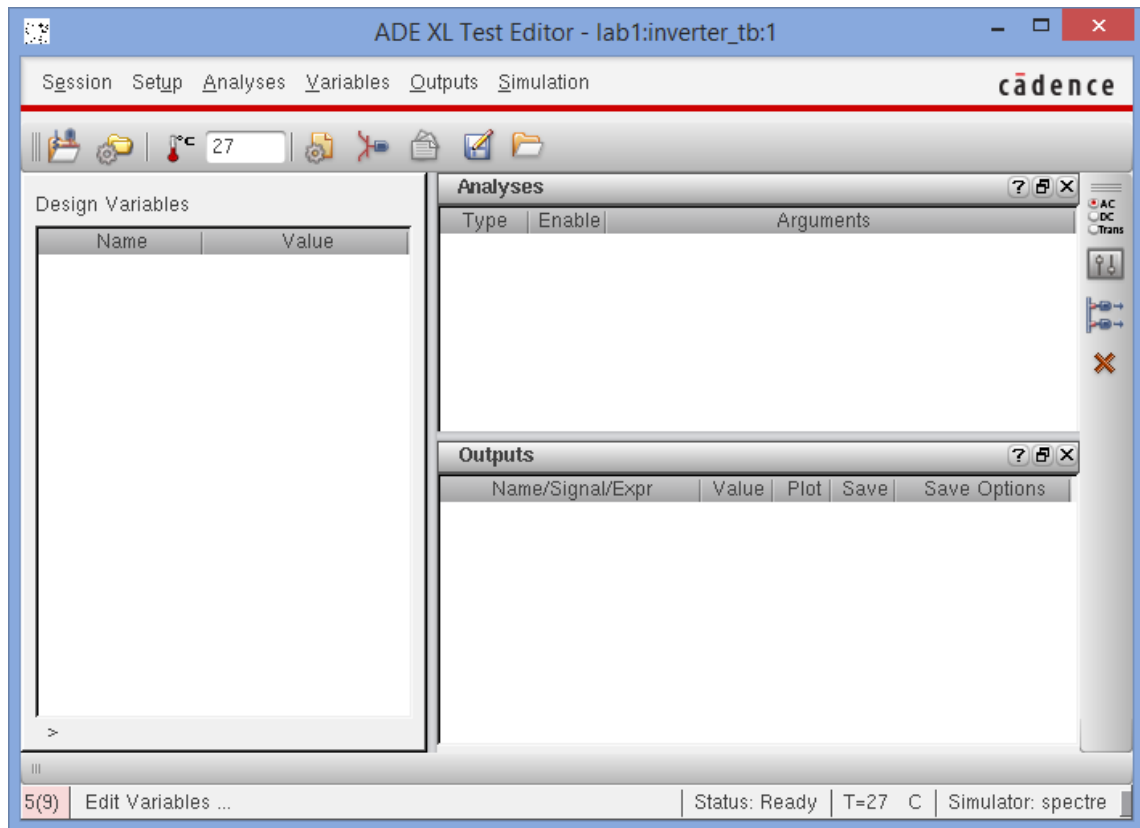 ADE XL Test Editor - lab1:inverter_tb:1
Session Setup Analyses Variables Outputs Simulation
cādence
°C 27
Design Variables
Name Value
>
Analyses
Type Enable Arguments
Outputs
Name/Signal/Expr Value Plot Save Save Options
AC
DC
Trans
5(9) Edit Variables ... Status: Ready T=27 C Simulator: spectre